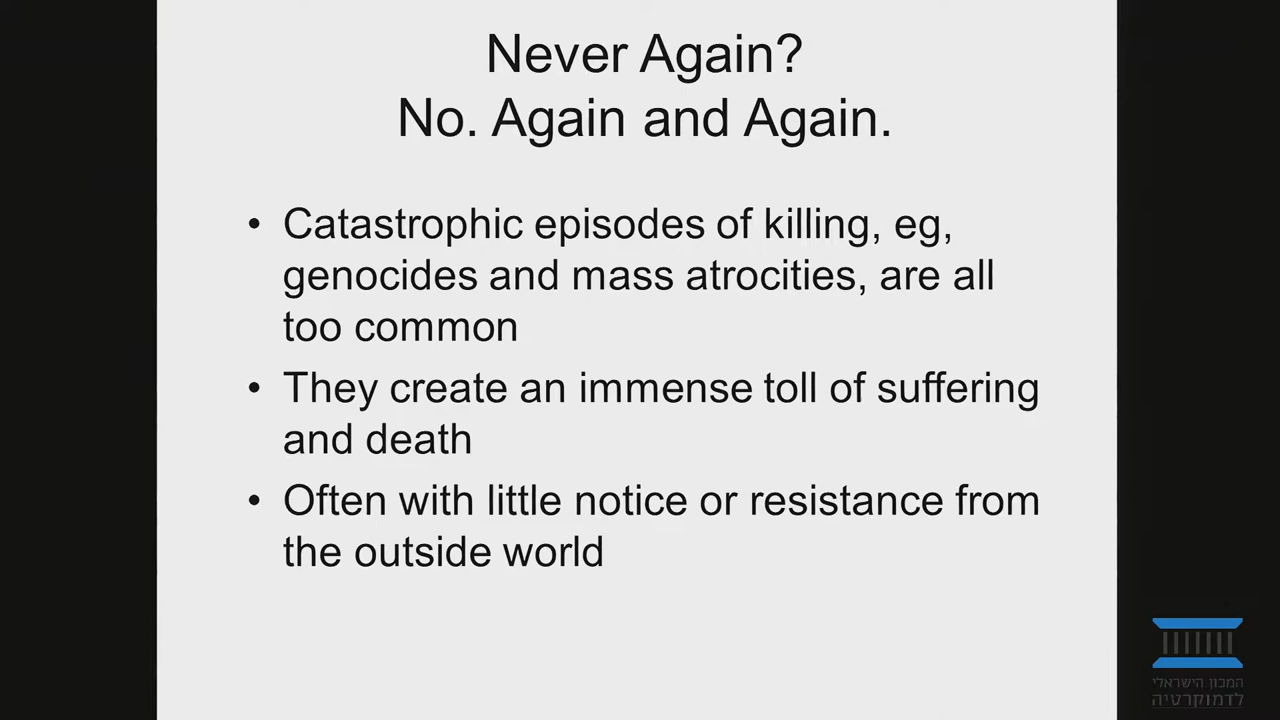 Never Again?
No. Again and Again.
• Catastrophic episodes of killing, eg,
genocides and mass atrocities, are all
too common
• They create an immense toll of suffering
and death
• Often with little notice or resistance from
the outside world
המכון הישראלי
לדמוקרטיה